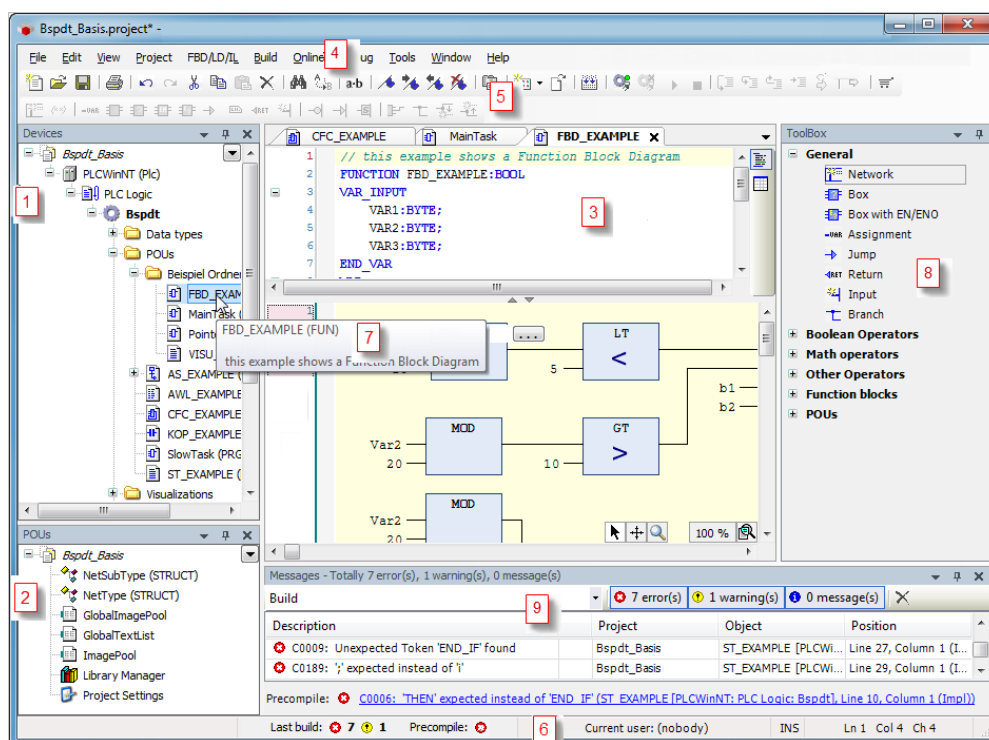 Bspdt_Basis.project* -
File Edit View Project FBD/LD/IL Build Online 4 ug Tools Window Help
a·b
5
Devices
Bspdt_Basis
PLCWinNT (Plc)
1
PLC Logic
Bspdt
Data types
POUs
Beispiel Ordner
FBD_EXAM
MainTask (
Pointe
VISU_
AS_EXAMPLE (
AWL_EXAMPLE
CFC_EXAMPLE
KOP_EXAMPLE
SlowTask (PRG
ST_EXAMPLE (
Visualizations
FBD_EXAMPLE (FUN)
7
this example shows a Function Block Diagram
POUs
Bspdt_Basis
2
NetSubType (STRUCT)
NetType (STRUCT)
GlobalImagePool
GlobalTextList
ImagePool
Library Manager
Project Settings
CFC_EXAMPLE MainTask FBD_EXAMPLE
1 // this example shows a Function Block Diagram
2 FUNCTION FBD_EXAMPLE:BOOL
3 VAR_INPUT
4 VAR1:BYTE;
5 VAR2:BYTE;
6 VAR3:BYTE;
7 END_VAR
3
1
...
LT
<
5
b1
b2
MOD
Var2
20
GT
>
10
MOD
Var2
20
100 %
ToolBox
General
Network
Box
Box with EN/ENO
Assignment
Jump
Return
Input
Branch
8
Boolean Operators
Math operators
Other Operators
Function blocks
POUs
Messages - Totally 7 error(s), 1 warning(s), 0 message(s)
Build 9 7 error(s) 1 warning(s) 0 message(s)
Description Project Object Position
C0009: Unexpected Token 'END_IF' found Bspdt_Basis ST_EXAMPLE [PLCWi... Line 27, Column 1 (I...
C0189: ';' expected instead of 'i' Bspdt_Basis ST_EXAMPLE [PLCWi... Line 29, Column 1 (I...
Precompile: C0006: 'THEN' expected instead of 'END_IF' (ST_EXAMPLE [PLCWinNT: PLC Logic: Bspdt], Line 10, Column 1 (Impl))
Last build: 7 1 Precompile: 6 Current user: (nobody) INS Ln 1 Col 4 Ch 4